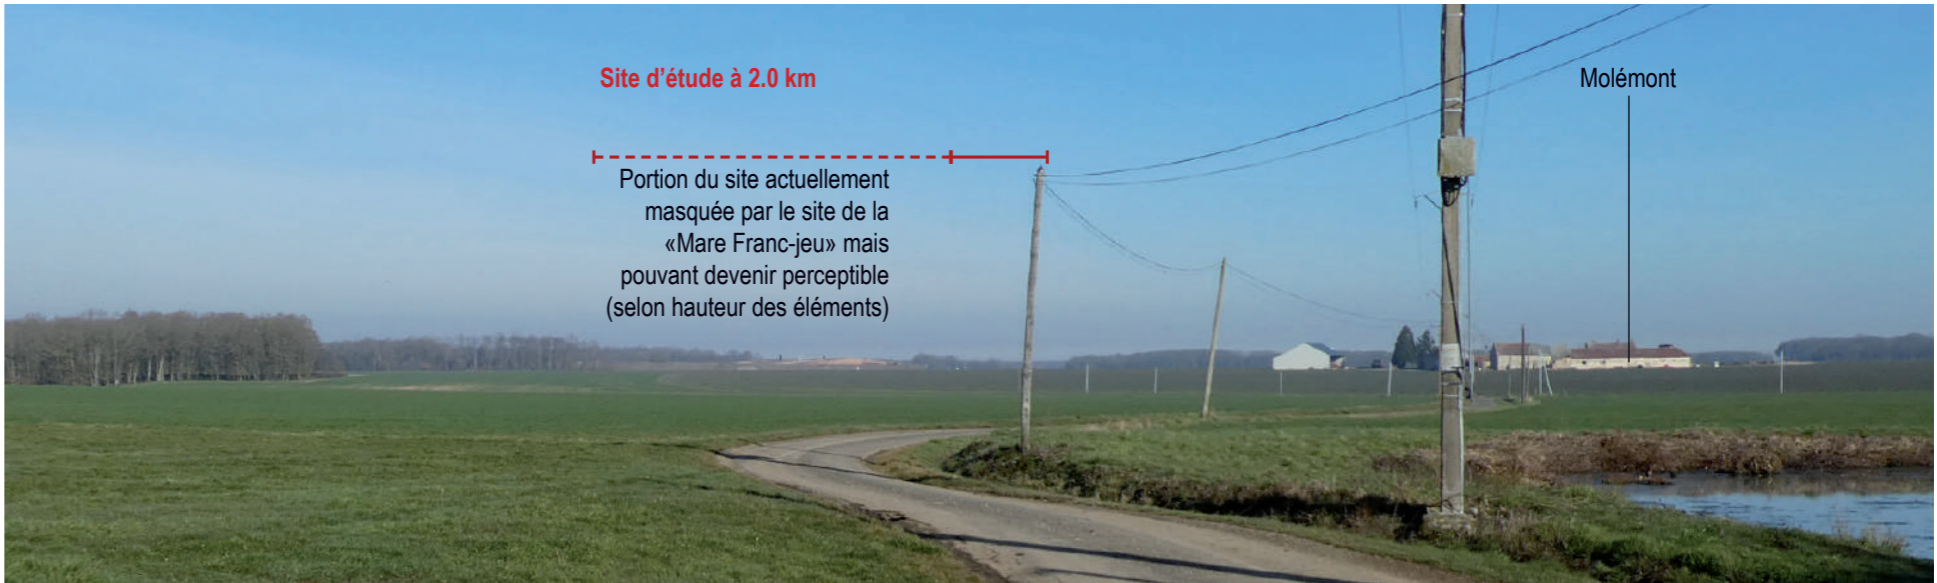 Site d’étude à 2.0 km
Molémont
Portion du site actuellement
masquée par le site de la
«Mare Franc-jeu» mais
pouvant devenir perceptible
(selon hauteur des éléments)